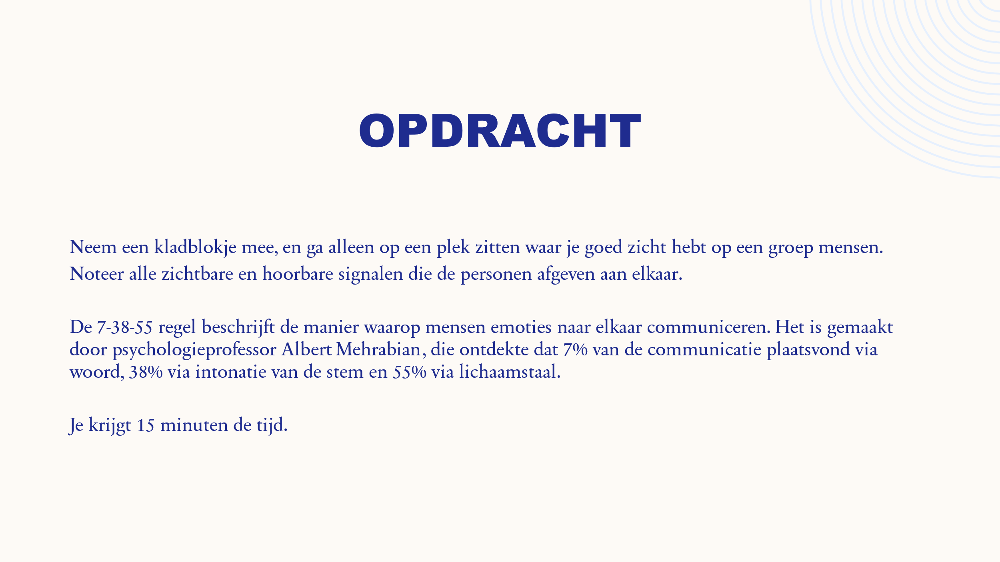 OPDRACHT
Neem een kladblokje mee, en ga alleen op een plek zitten waar je goed zicht hebt op een groep mensen.
Noteer alle zichtbare en hoorbare signalen die de personen afgeven aan elkaar.
De 7-38-55 regel beschrijft de manier waarop mensen emoties naar elkaar communiceren. Het is gemaakt
door psychologieprofessor Albert Mehrabian, die ontdekte dat 7% van de communicatie plaatsvond via
woord, 38% via intonatie van de stem en 55% via lichaamstaal.
Je krijgt 15 minuten de tijd.